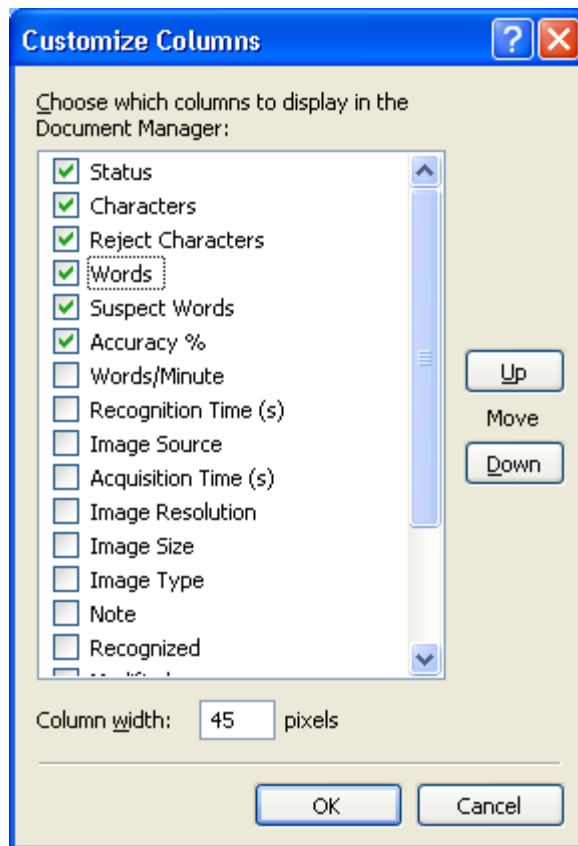 Customize Columns
Choose which columns to display in the
Document Manager:
Status
Characters
Reject Characters
Words
Suspect Words
Accuracy %
Words/Minute
Recognition Time (s)
Image Source
Acquisition Time (s)
Image Resolution
Image Size
Image Type
Note
Recognized
Up
Move
Down
Column width: 45 pixels
OK Cancel